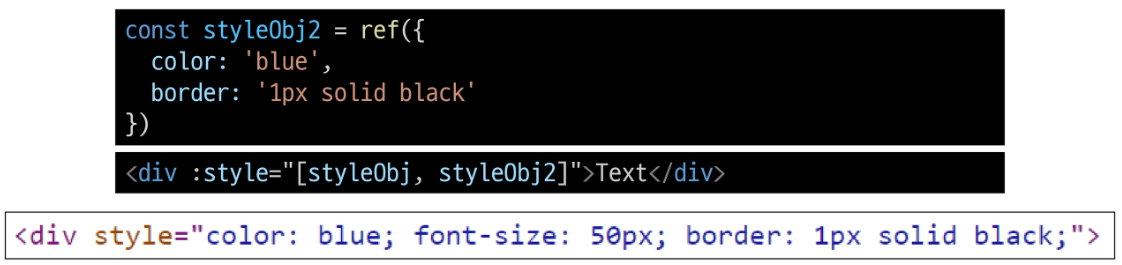 const styleObj2 = ref({
  color: 'blue',
  border: '1px solid black'
})
<div :style="[styleObj, styleObj2]">Text</div>
<div style="color: blue; font-size: 50px; border: 1px solid black;">